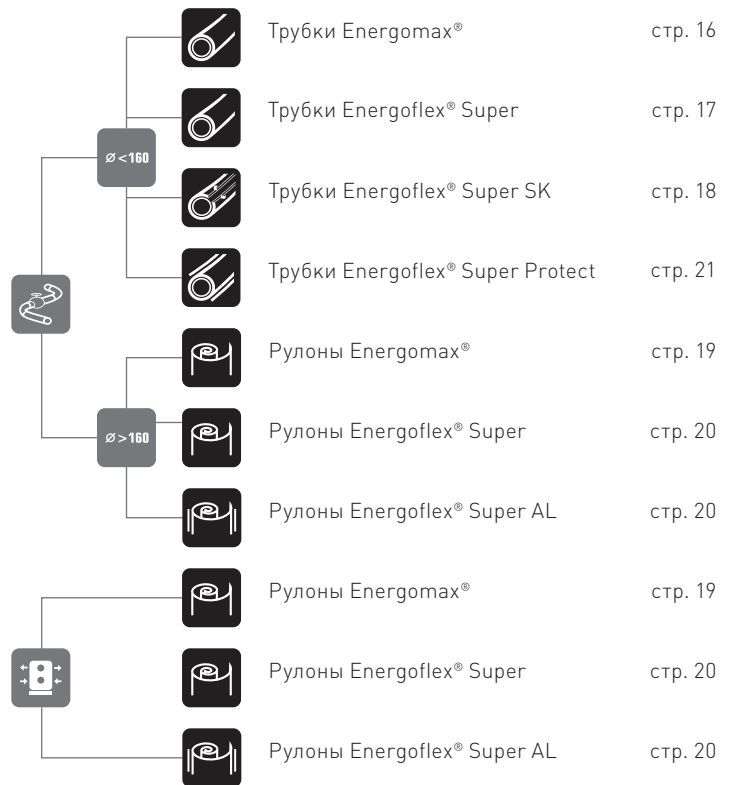 Трубки Energomax® стр. 16
Трубки Energoflex® Super стр. 17
ø<160
Трубки Energoflex® Super SK стр. 18
Трубки Energoflex® Super Protect стр. 21
Рулоны Energomax® стр. 19
ø>160
Рулоны Energoflex® Super стр. 20
Рулоны Energoflex® Super AL стр. 20
Рулоны Energomax® стр. 19
Рулоны Energoflex® Super стр. 20
Рулоны Energoflex® Super AL стр. 20